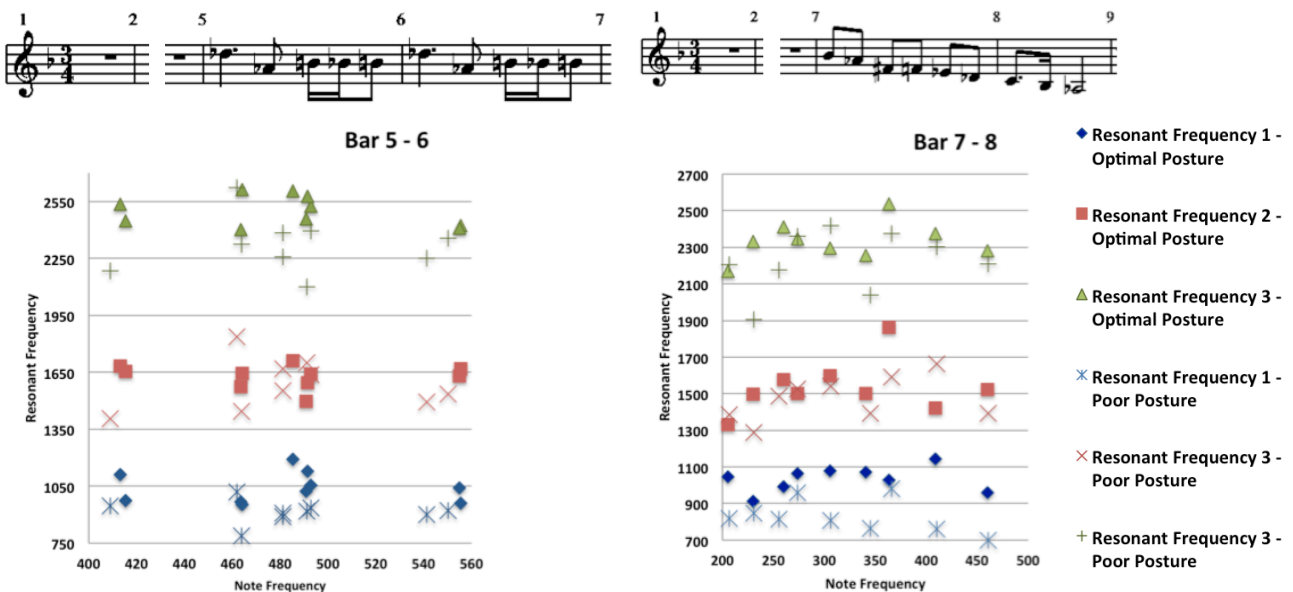 1 2 5 6 7
3
4
1 2 7 8 9
3
4
Bar 5 - 6
Resonant Frequency
2550
2250
1950
1650
1350
1050
750
400 420 440 460 480 500 520 540 560
Note Frequency
Bar 7 - 8
Resonant Frequency
2700
2500
2300
2100
1900
1700
1500
1300
1100
900
700
200 250 300 350 400 450 500
Note Frequency
Resonant Frequency 1 -
Optimal Posture
Resonant Frequency 2 -
Optimal Posture
Resonant Frequency 3 -
Optimal Posture
Resonant Frequency 1 -
Poor Posture
Resonant Frequency 3 -
Poor Posture
Resonant Frequency 3 -
Poor Posture